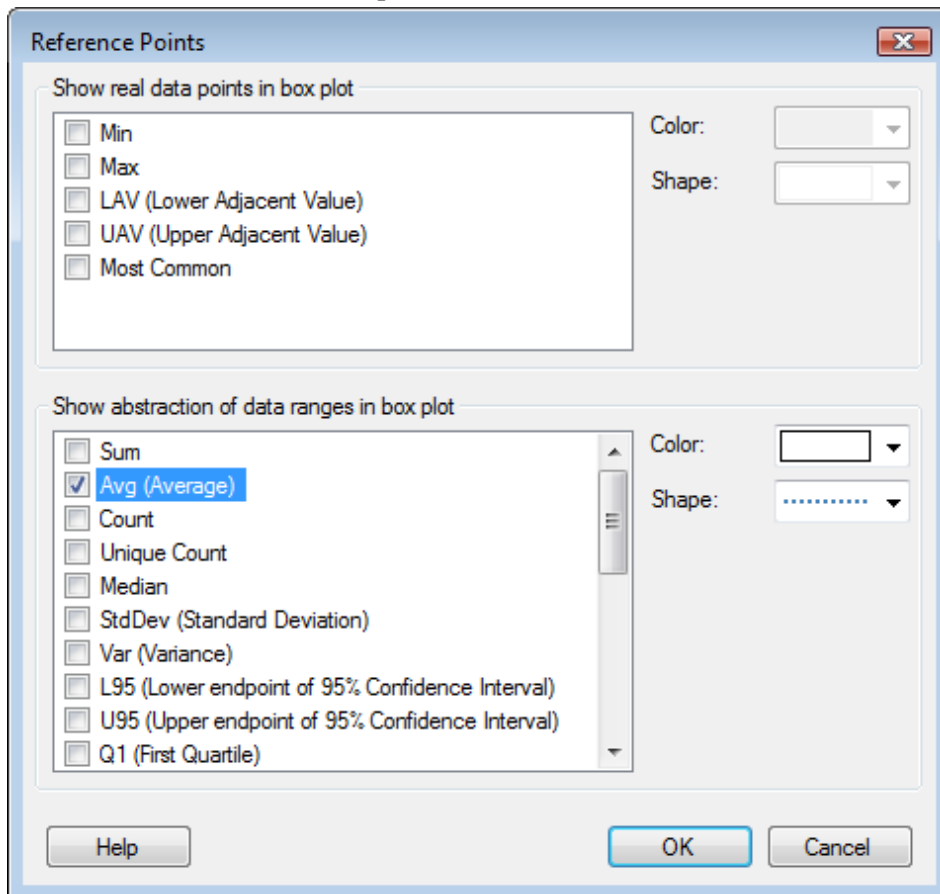 Reference Points
Show real data points in box plot
Min
Max
LAV (Lower Adjacent Value)
UAV (Upper Adjacent Value)
Most Common
Color:
Shape:
Show abstraction of data ranges in box plot
Sum
Avg (Average)
Count
Unique Count
Median
StdDev (Standard Deviation)
Var (Variance)
L95 (Lower endpoint of 95% Confidence Interval)
U95 (Upper endpoint of 95% Confidence Interval)
Q1 (First Quartile)
Color:
Shape:
Help
OK
Cancel